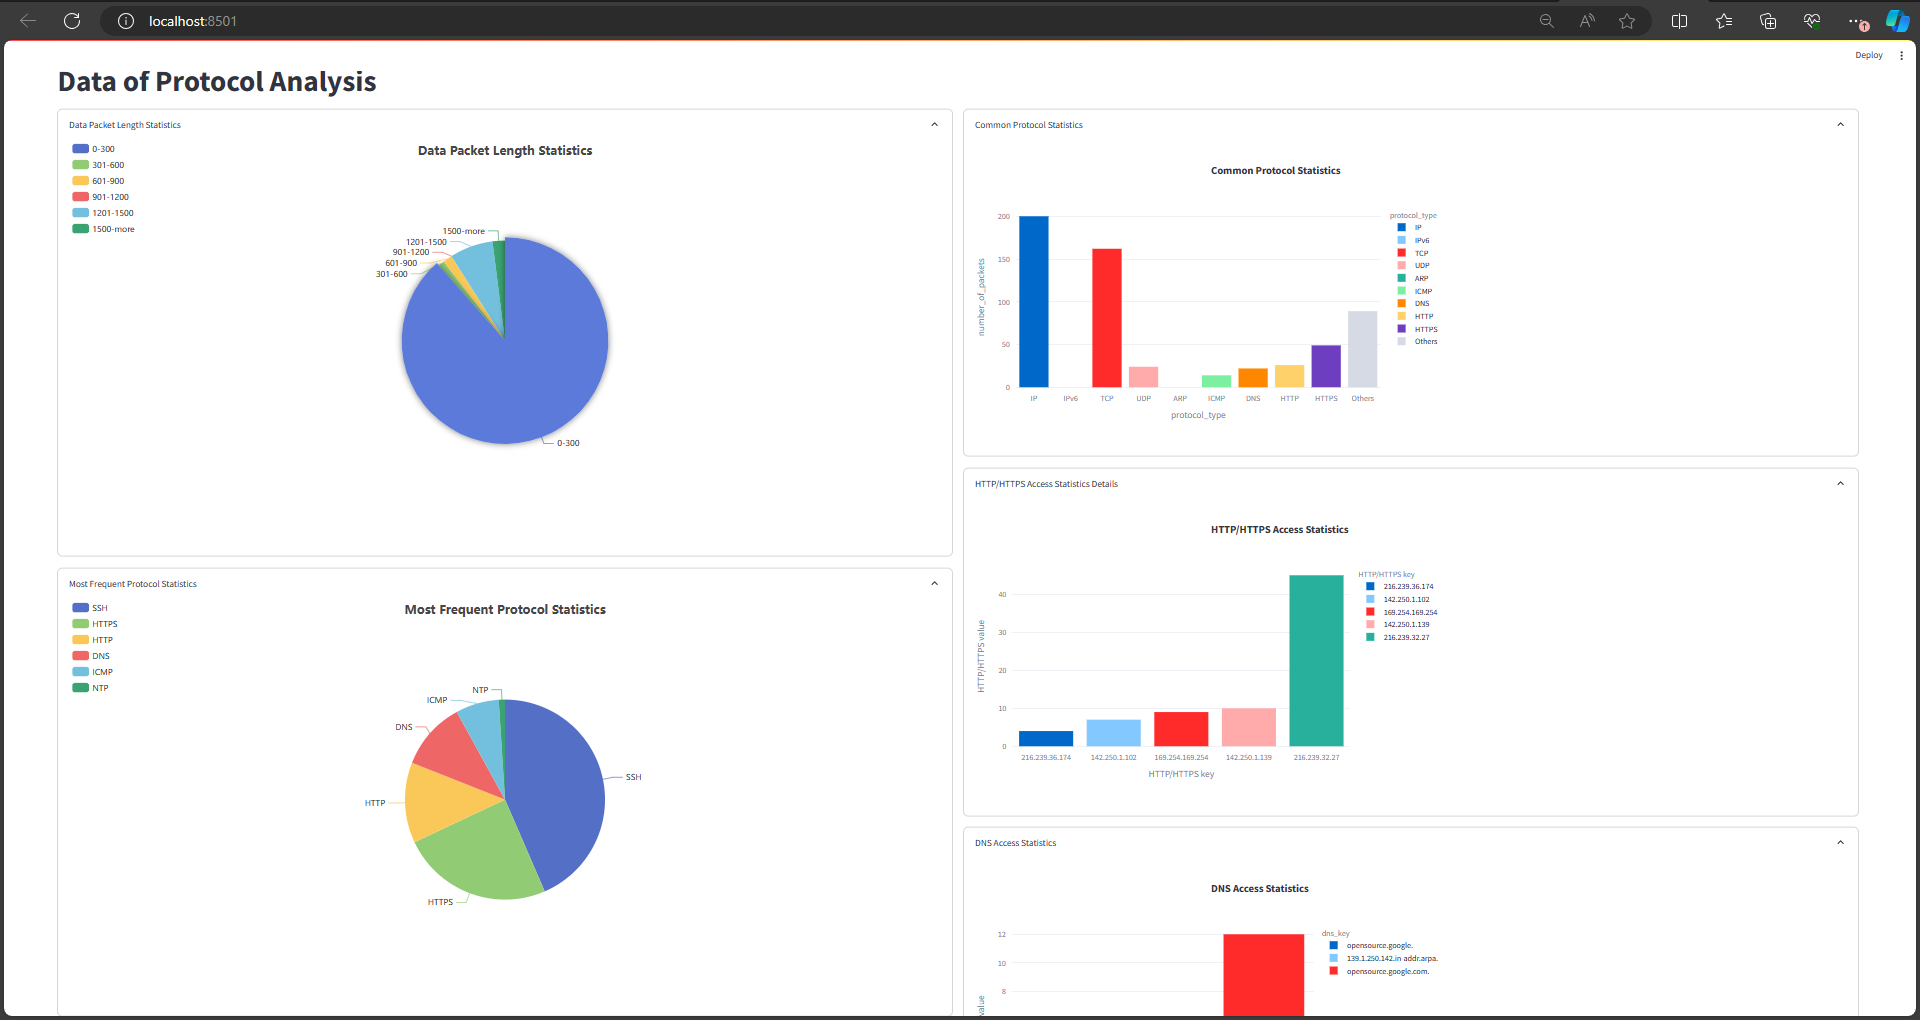 localhost:8501
Deploy
Data of Protocol Analysis
Data Packet Length Statistics
0-300
301-600
601-900
901-1200
1201-1500
1500-more
Data Packet Length Statistics
1500-more
1201-1500
901-1200
601-900
301-600
0-300
Most Frequent Protocol Statistics
SSH
HTTPS
HTTP
DNS
ICMP
NTP
Most Frequent Protocol Statistics
NTP
ICMP
DNS
SSH
HTTP
HTTPS
Common Protocol Statistics
Common Protocol Statistics
number_of_packets
200
150
100
50
0
IP IPv6 TCP UDP ARP ICMP DNS HTTP HTTPS Others
protocol_type
protocol_type
IP
IPv6
TCP
UDP
ARP
ICMP
DNS
HTTP
HTTPS
Others
HTTP/HTTPS Access Statistics Details
HTTP/HTTPS Access Statistics
HTTP/HTTPS value
40
30
20
10
0
216.239.36.174 142.250.1.102 169.254.169.254 142.250.1.139 216.239.32.27
HTTP/HTTPS key
HTTP/HTTPS key
216.239.36.174
142.250.1.102
169.254.169.254
142.250.1.139
216.239.32.27
DNS Access Statistics
DNS Access Statistics
value
12
10
8
dns_key
opensource.google.
139.1.250.142.in addr.arpa.
opensource.google.com.